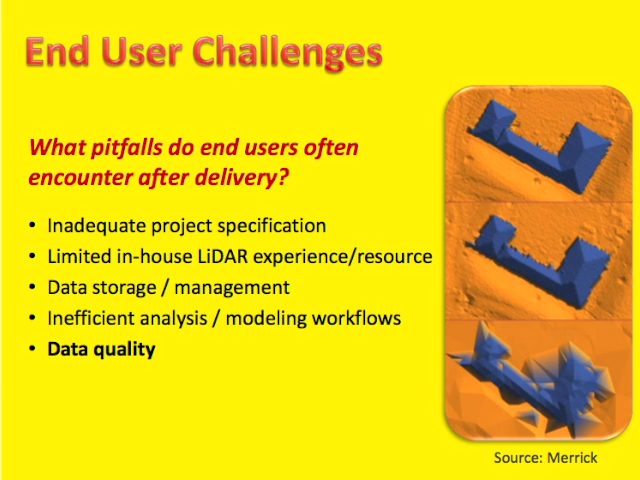 End User Challenges
What pitfalls do end users often
encounter after delivery?
• Inadequate project specification
• Limited in-house LiDAR experience/resource
• Data storage / management
• Inefficient analysis / modeling workflows
• Data quality
Source: Merrick